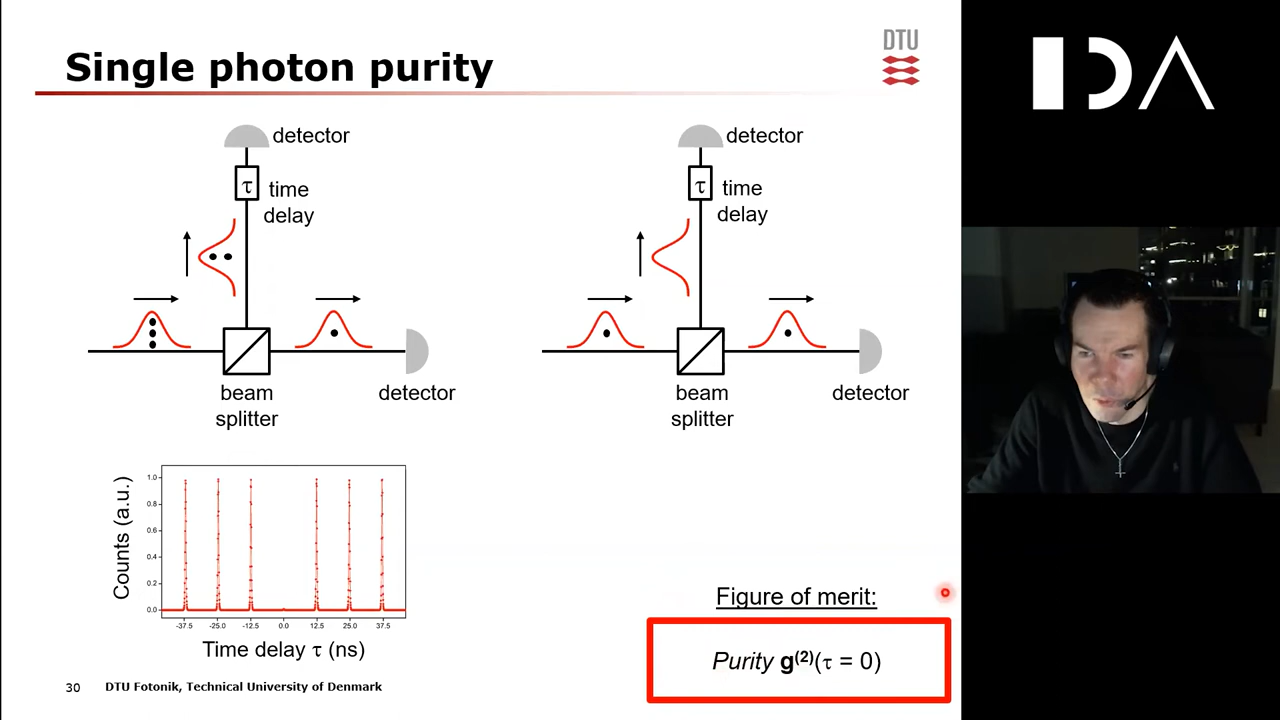 Single photon purity
DTU
IDA
detector
τ
time
delay
beam
splitter
detector
detector
τ
time
delay
beam
splitter
detector
Counts (a.u.)
1.0
0.8
0.6
0.4
0.2
0.0
-37.5 -25.0 -12.5 0.0 12.5 25.0 37.5
Time delay τ (ns)
Figure of merit:
Purity g⁽²⁾(τ = 0)
30 DTU Fotonik, Technical University of Denmark